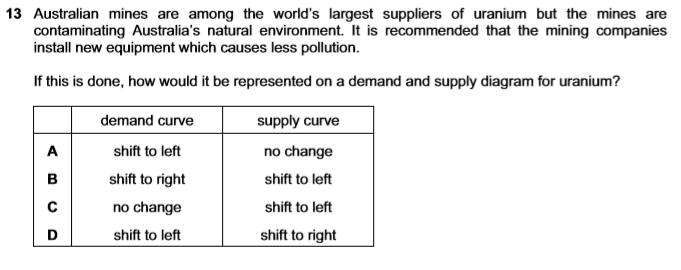 13 Australian mines are among the world's largest suppliers of uranium but the mines are
contaminating Australia's natural environment. It is recommended that the mining companies
install new equipment which causes less pollution.
If this is done, how would it be represented on a demand and supply diagram for uranium?
demand curve supply curve
A shift to left no change
B shift to right shift to left
C no change shift to left
D shift to left shift to right